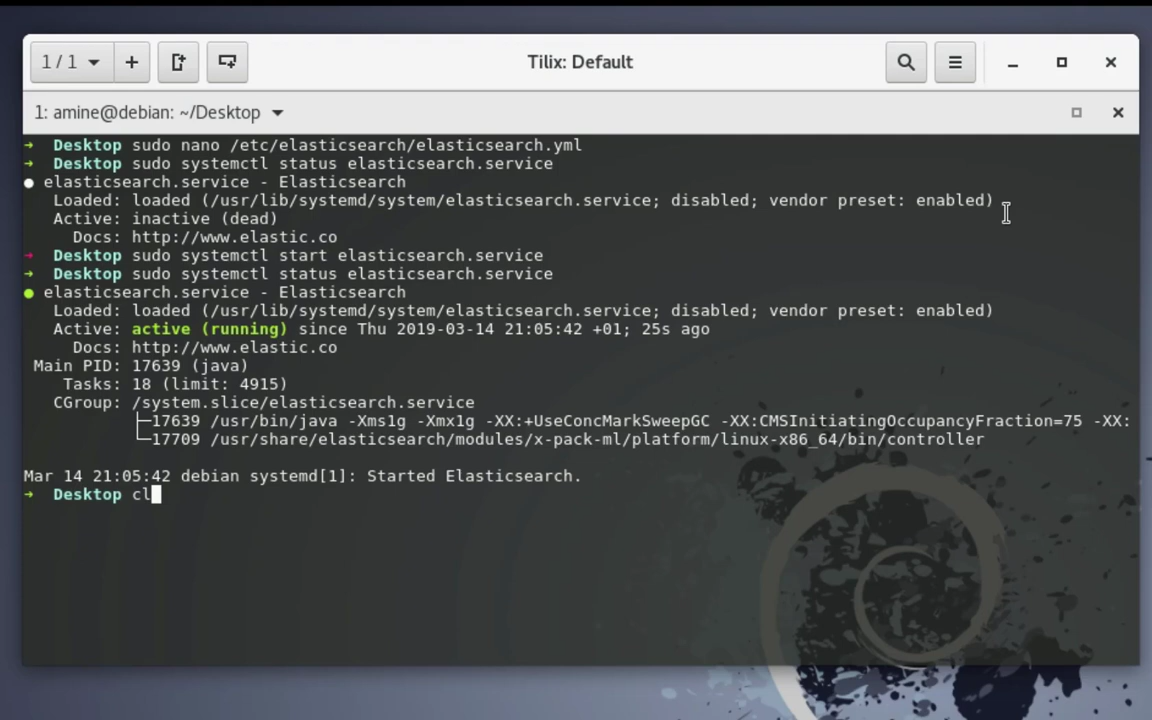 1 / 1
Tilix: Default
1: amine@debian: ~/Desktop
➜  Desktop sudo nano /etc/elasticsearch/elasticsearch.yml
➜  Desktop sudo systemctl status elasticsearch.service
● elasticsearch.service - Elasticsearch
   Loaded: loaded (/usr/lib/systemd/system/elasticsearch.service; disabled; vendor preset: enabled)
   Active: inactive (dead)
     Docs: http://www.elastic.co
➜  Desktop sudo systemctl start elasticsearch.service
➜  Desktop sudo systemctl status elasticsearch.service
● elasticsearch.service - Elasticsearch
   Loaded: loaded (/usr/lib/systemd/system/elasticsearch.service; disabled; vendor preset: enabled)
   Active: active (running) since Thu 2019-03-14 21:05:42 +01; 25s ago
     Docs: http://www.elastic.co
 Main PID: 17639 (java)
    Tasks: 18 (limit: 4915)
   CGroup: /system.slice/elasticsearch.service
           ├─17639 /usr/bin/java -Xms1g -Xmx1g -XX:+UseConcMarkSweepGC -XX:CMSInitiatingOccupancyFraction=75 -XX:
           └─17709 /usr/share/elasticsearch/modules/x-pack-ml/platform/linux-x86_64/bin/controller
Mar 14 21:05:42 debian systemd[1]: Started Elasticsearch.
➜  Desktop cl